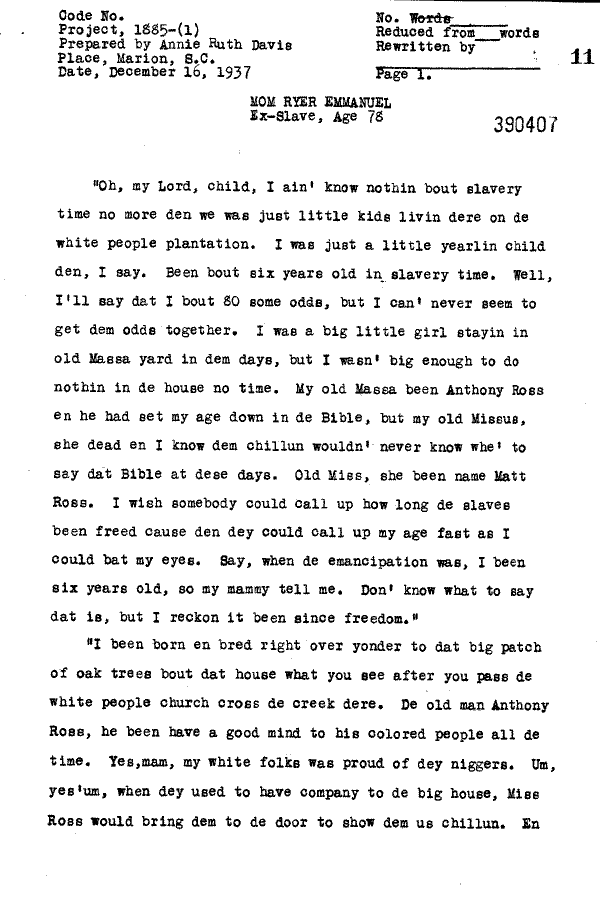 Code No.
Project, 1885-(1)
Prepared by Annie Ruth Davis
Place, Marion, S.C.
Date, December 16, 1937
No. Words
Reduced from words
Rewritten by
11
Page 1.
MOM RYER EMMANUEL
Ex-Slave, Age 78
390407
"Oh, my Lord, child, I ain' know nothin bout slavery
time no more den we was just little kids livin dere on de
white people plantation. I was just a little yearlin child
den, I say. Been bout six years old in slavery time. Well,
I'll say dat I bout 80 some odds, but I can' never seem to
get dem odds together. I was a big little girl stayin in
old Massa yard in dem days, but I wasn' big enough to do
nothin in de house no time. My old Massa been Anthony Ross
en he had set my age down in de Bible, but my old Missus,
she dead en I know dem chillun wouldn' never know whe' to
say dat Bible at dese days. Old Miss, she been name Matt
Ross. I wish somebody could call up how long de slaves
been freed cause den dey could call up my age fast as I
could bat my eyes. Say, when de emancipation was, I been
six years old, so my mammy tell me. Don' know what to say
dat is, but I reckon it been since freedom."
"I been born en bred right over yonder to dat big patch
of oak trees bout dat house what you see after you pass de
white people church cross de creek dere. De old man Anthony
Ross, he been have a good mind to his colored people all de
time. Yes,mam, my white folks was proud of dey niggers. Um,
yes'um, when dey used to have company to de big house, Miss
Ross would bring dem to de door to show dem us chillun. En